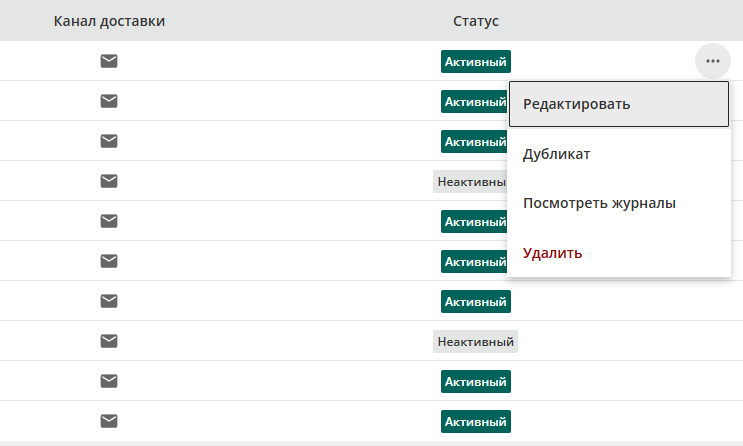 Канал доставки Статус
Активный
Активный
Редактировать
Активный
Дубликат
Неактивны
Посмотреть журналы
Активный
Активный
Удалить
Активный
Неактивный
Активный
Активный